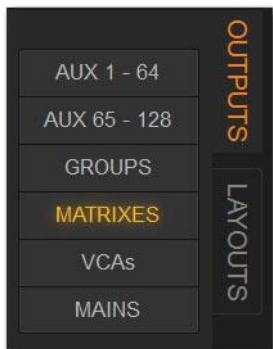 AUX 1 - 64
AUX 65 - 128
GROUPS
MATRIXES
VCAs
MAINS
OUTPUTS
LAYOUTS